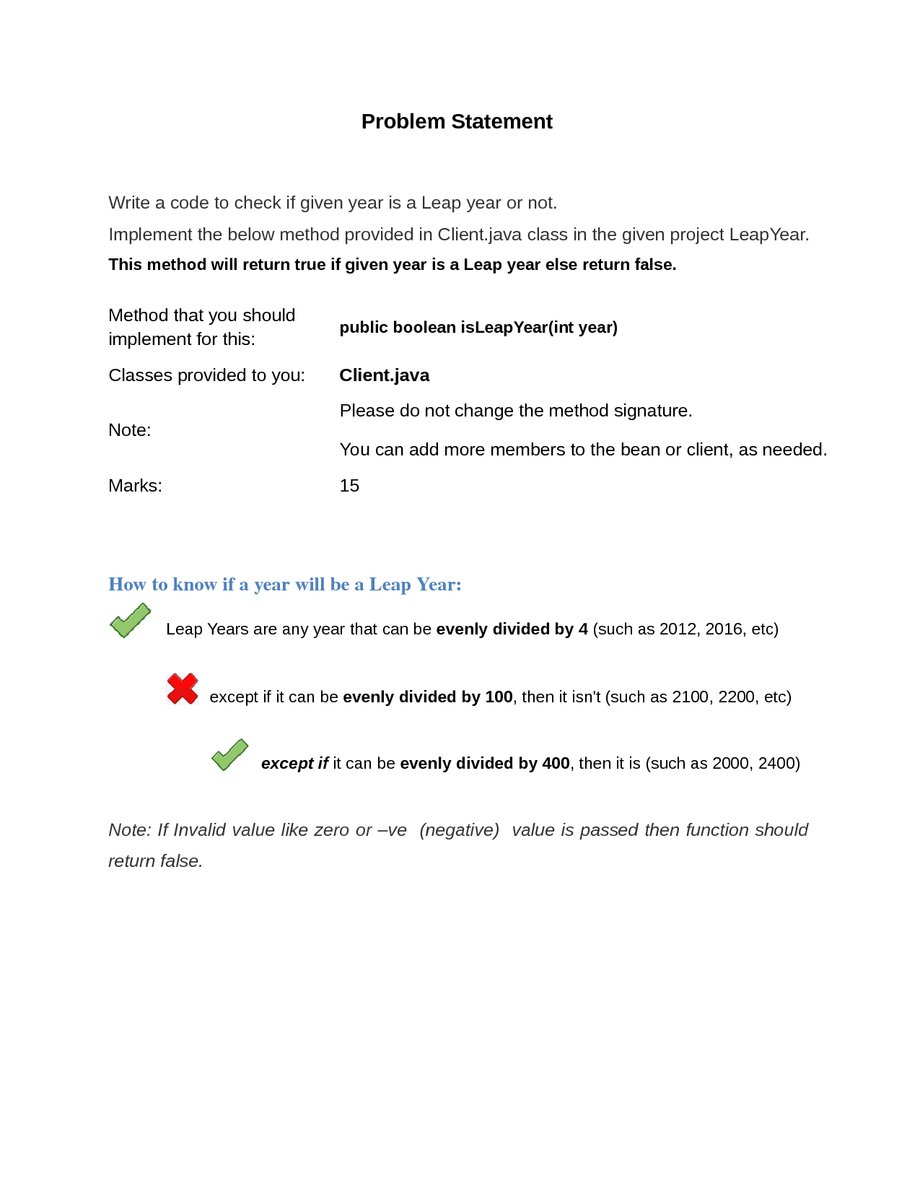 Problem Statement
Write a code to check if given year is a Leap year or not.
Implement the below method provided in Client.java class in the given project LeapYear.
This method will return true if given year is a Leap year else return false.
Method that you should
implement for this:
public boolean isLeapYear(int year)
Classes provided to you:
Client.java
Note:
Please do not change the method signature.
You can add more members to the bean or client, as needed.
Marks:
15
How to know if a year will be a Leap Year:
Leap Years are any year that can be evenly divided by 4 (such as 2012, 2016, etc)
except if it can be evenly divided by 100, then it isn't (such as 2100, 2200, etc)
except if it can be evenly divided by 400, then it is (such as 2000, 2400)
Note: If Invalid value like zero or –ve (negative) value is passed then function should
return false.